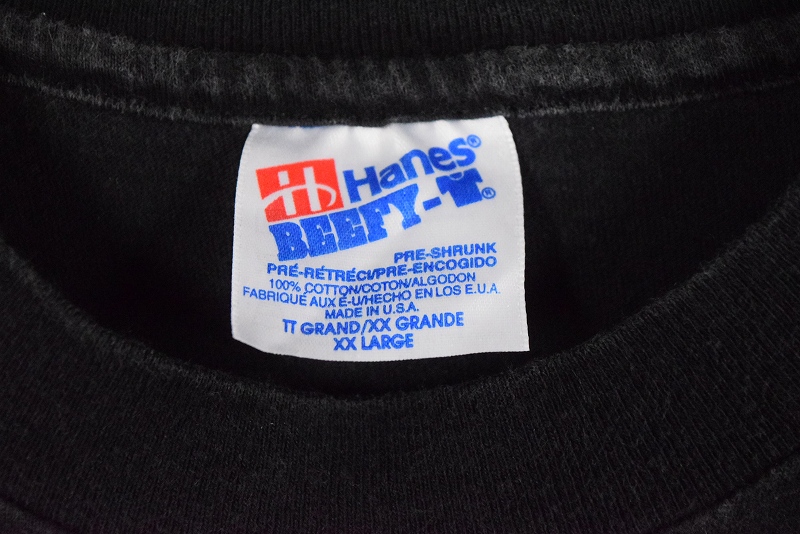 Hanes®
BEEFY-T®
PRE-SHRUNK
PRÉ-RÉTRÉCI/PRE-ENCOGIDO
100% COTTON/COTON/ALGODON
FABRIQUÉ AUX É-U/HECHO EN LOS E.U.A.
MADE IN U.S.A.
TT GRAND/XX GRANDE
XX LARGE